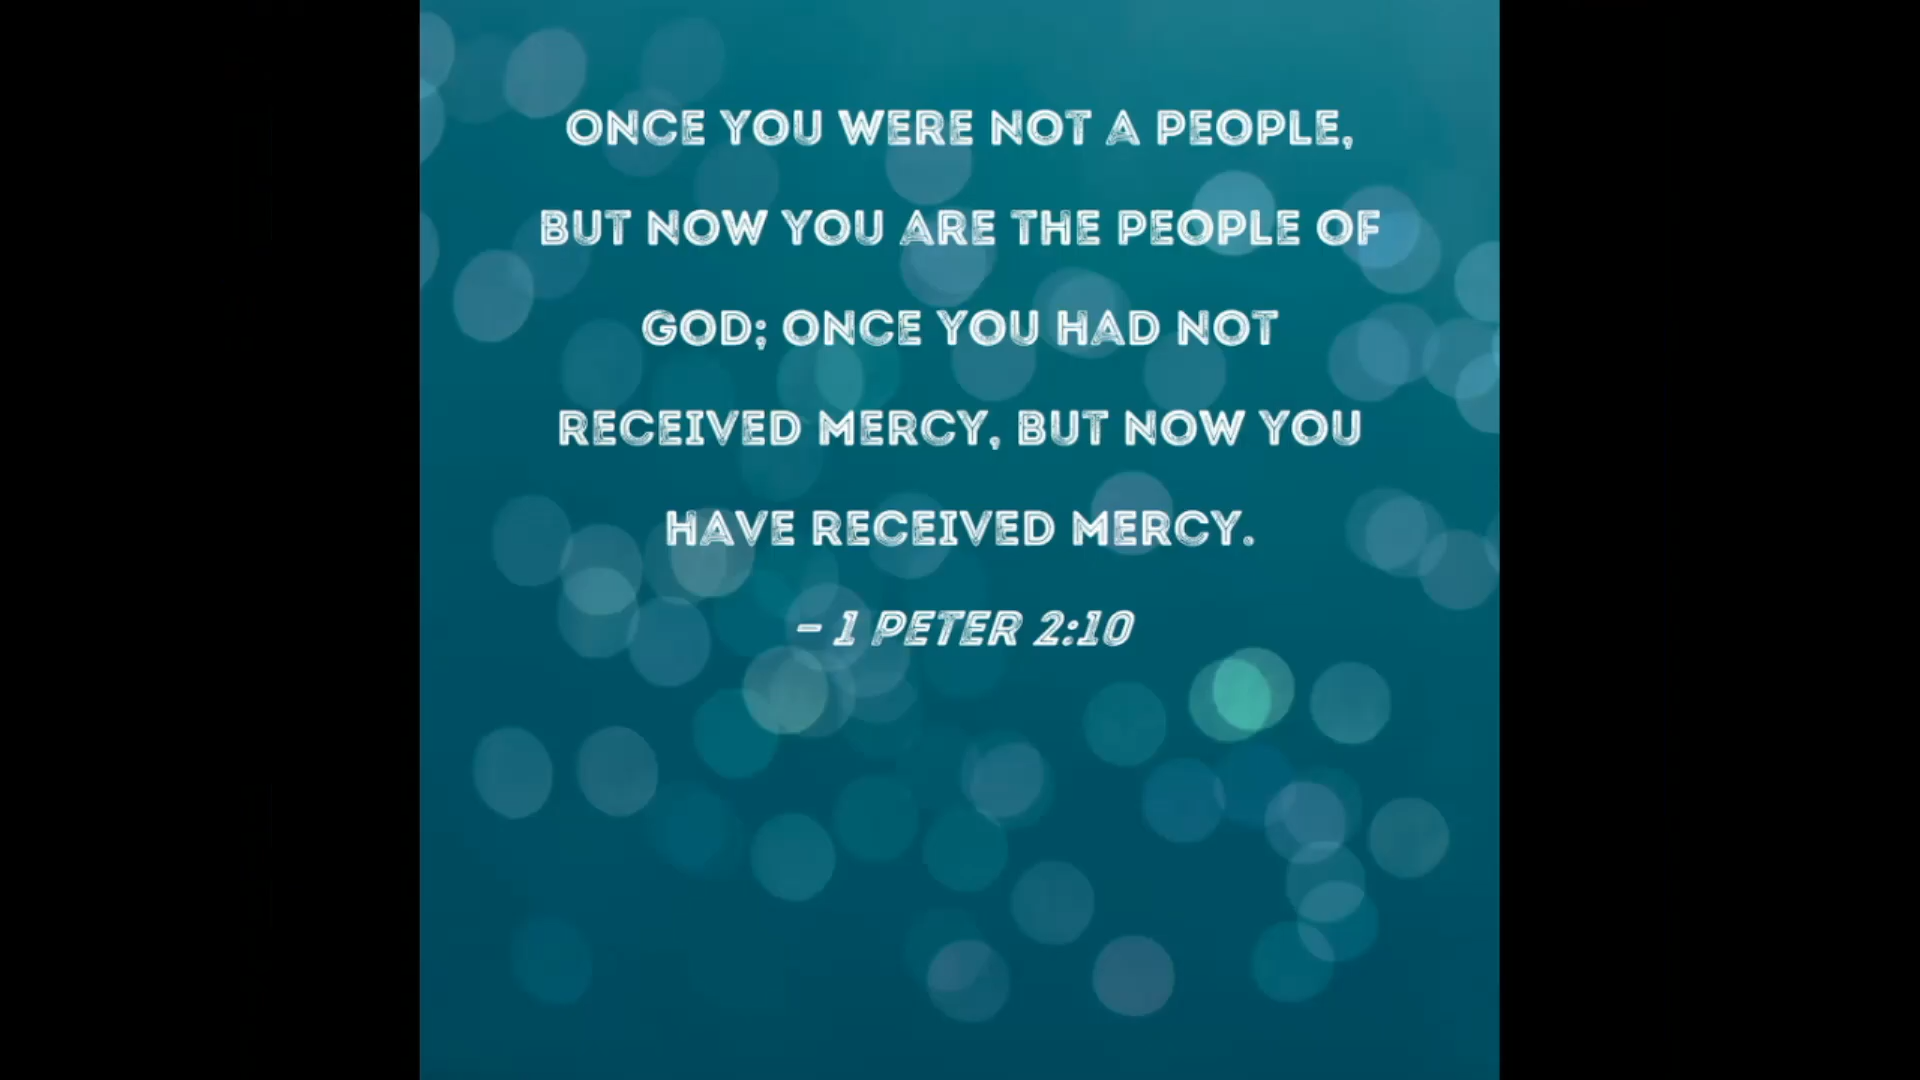 ONCE YOU WERE NOT A PEOPLE,
BUT NOW YOU ARE THE PEOPLE OF
GOD; ONCE YOU HAD NOT
RECEIVED MERCY, BUT NOW YOU
HAVE RECEIVED MERCY.
– 1 PETER 2:10